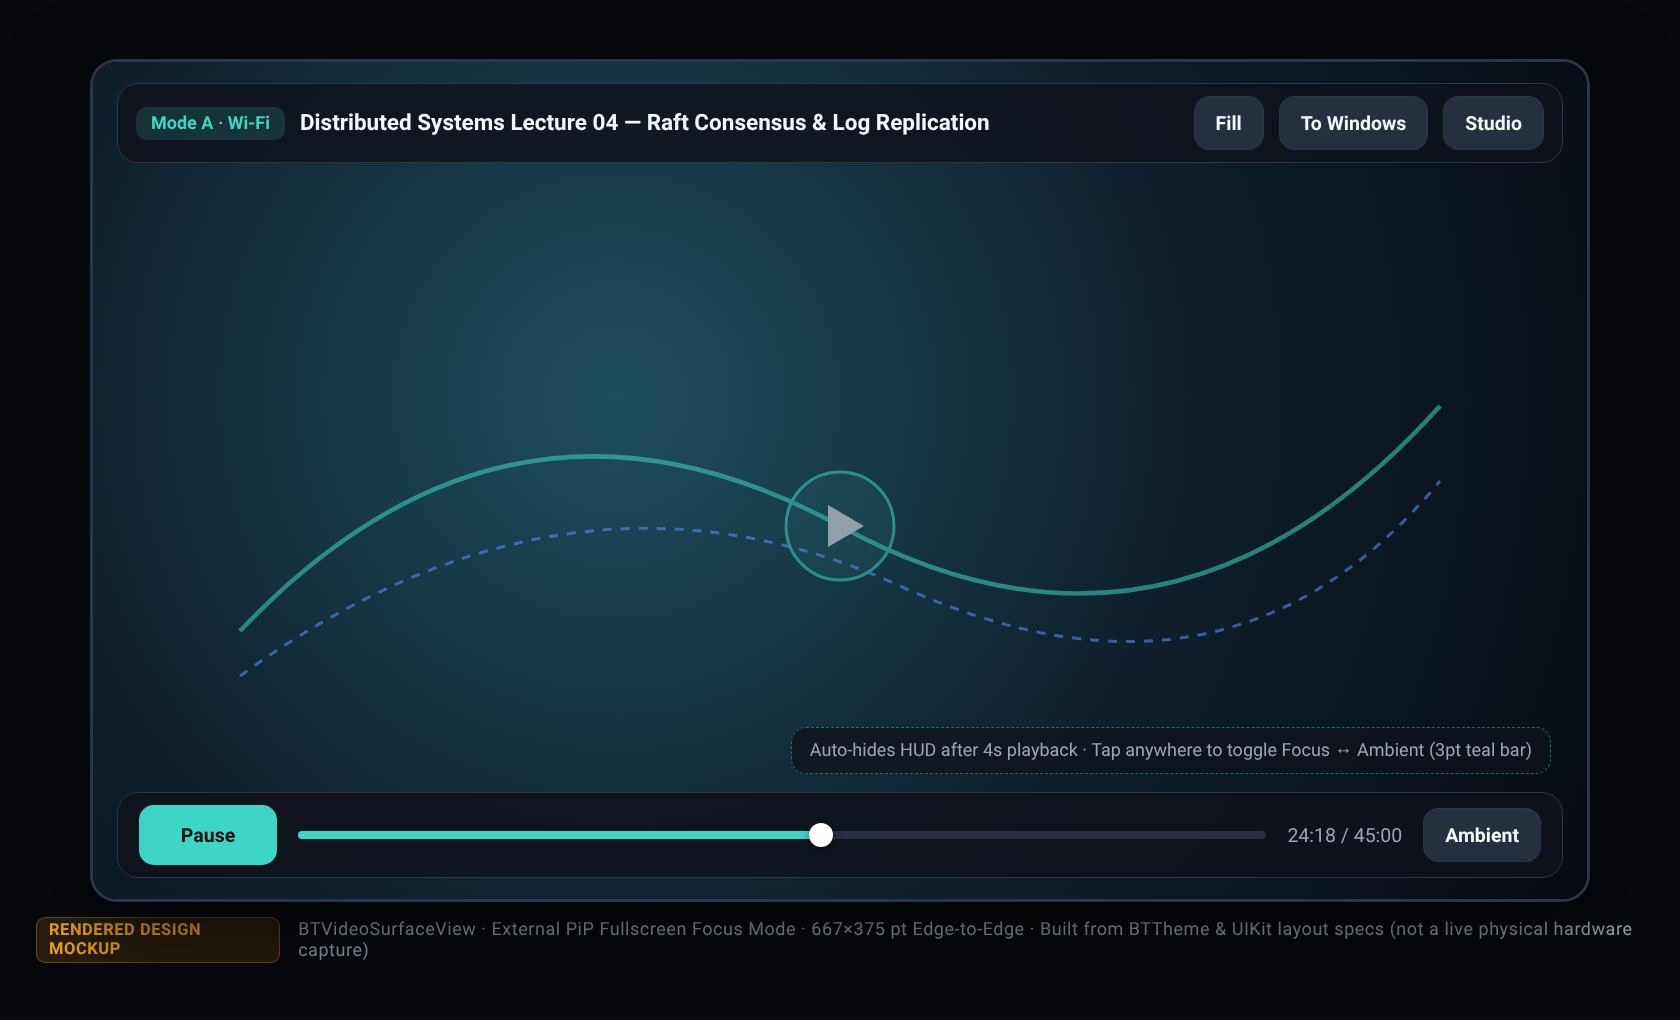 Mode A · Wi-Fi
Distributed Systems Lecture 04 — Raft Consensus & Log Replication
Fill
To Windows
Studio
Auto-hides HUD after 4s playback · Tap anywhere to toggle Focus ↔ Ambient (3pt teal bar)
Pause
24:18 / 45:00
Ambient
RENDERED DESIGN
MOCKUP
BTVideoSurfaceView · External PiP Fullscreen Focus Mode · 667×375 pt Edge-to-Edge · Built from BTTheme & UIKit layout specs (not a live physical hardware
capture)